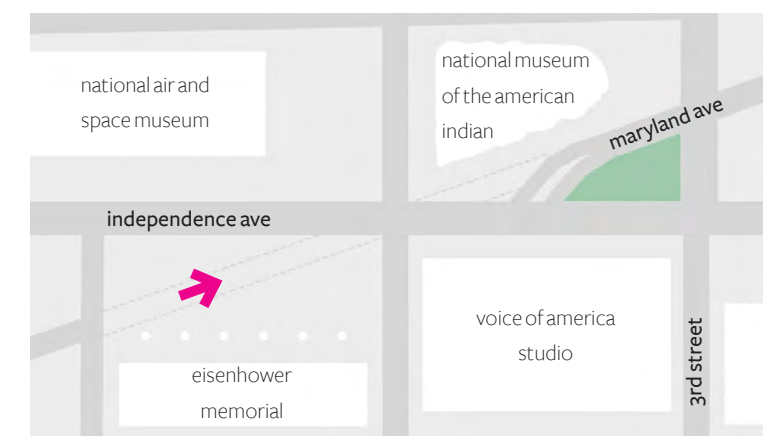 national air and
space museum
national museum
of the american
indian
maryland ave
independence ave
voice of america
studio
3rd street
eisenhower
memorial